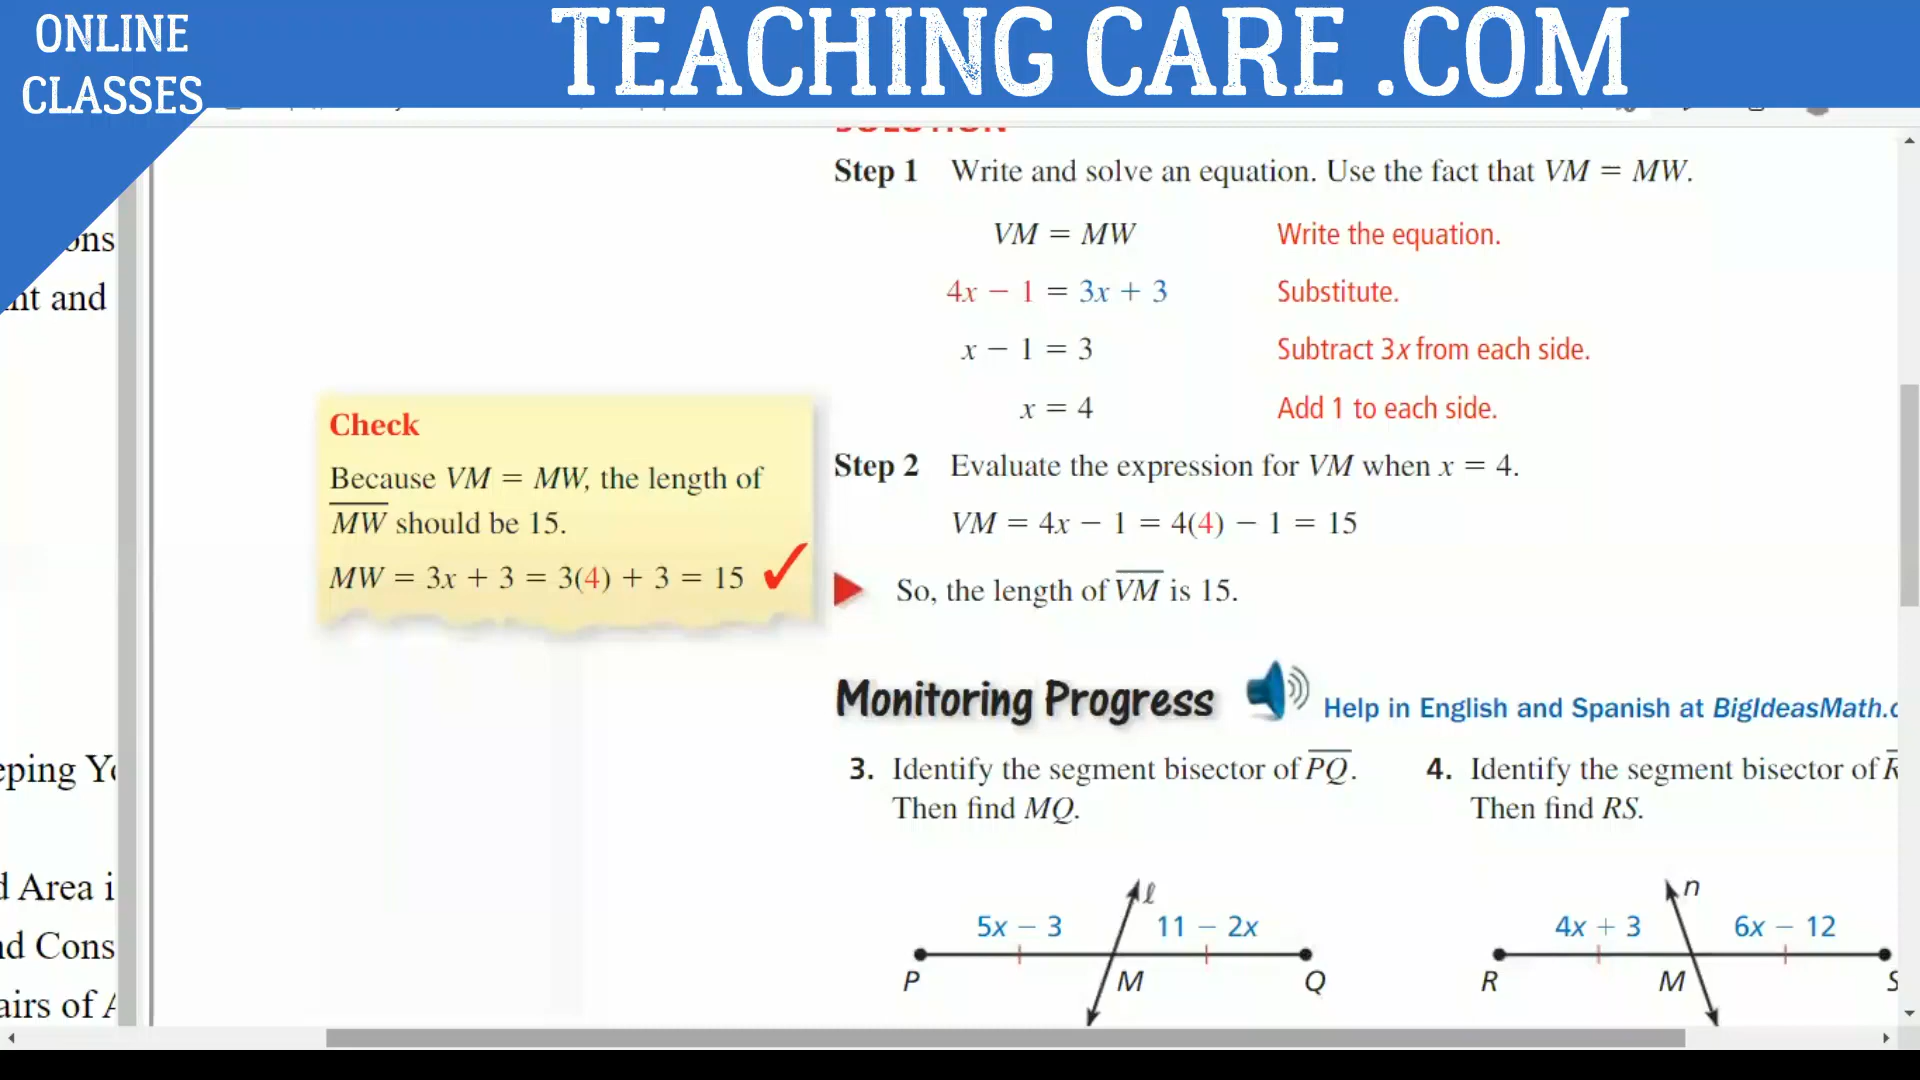 ONLINE
CLASSES
TEACHING CARE .COM
SOLUTION
Step 1 Write and solve an equation. Use the fact that VM = MW.
VM = MW Write the equation.
4x − 1 = 3x + 3 Substitute.
x − 1 = 3 Subtract 3x from each side.
x = 4 Add 1 to each side.
Step 2 Evaluate the expression for VM when x = 4.
VM = 4x − 1 = 4(4) − 1 = 15
So, the length of V̅M̅ is 15.
Check
Because VM = MW, the length of
M̅W̅ should be 15.
MW = 3x + 3 = 3(4) + 3 = 15 ✓
Monitoring Progress
Help in English and Spanish at BigIdeasMath.c
3. Identify the segment bisector of P̅Q̅.
Then find MQ.
5x − 3 11 − 2x ℓ
P M Q
4. Identify the segment bisector of R
Then find RS.
4x + 3 6x − 12 n
R M S
nt and
d Area i
nd Cons
airs of A